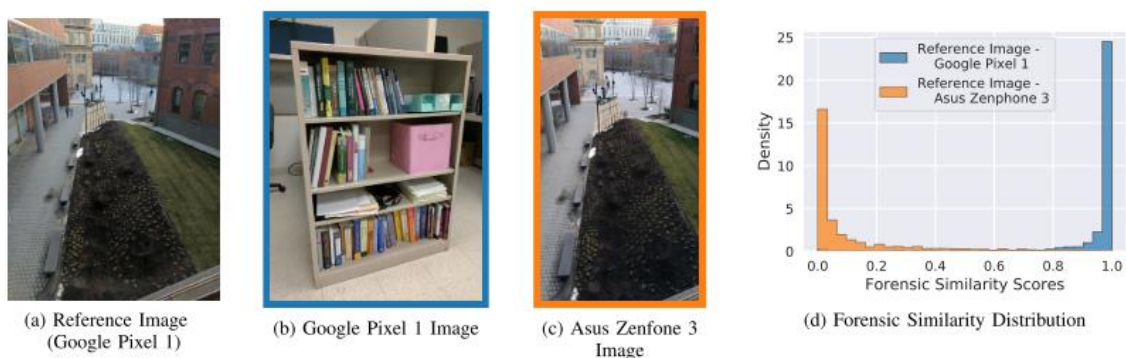 (a) Reference Image
(Google Pixel 1)
(b) Google Pixel 1 Image
(c) Asus Zenfone 3
Image
25
20
15
10
5
0
Density
Reference Image -
Google Pixel 1
Reference Image -
Asus Zenphone 3
0.0 0.2 0.4 0.6 0.8 1.0
Forensic Similarity Scores
(d) Forensic Similarity Distribution